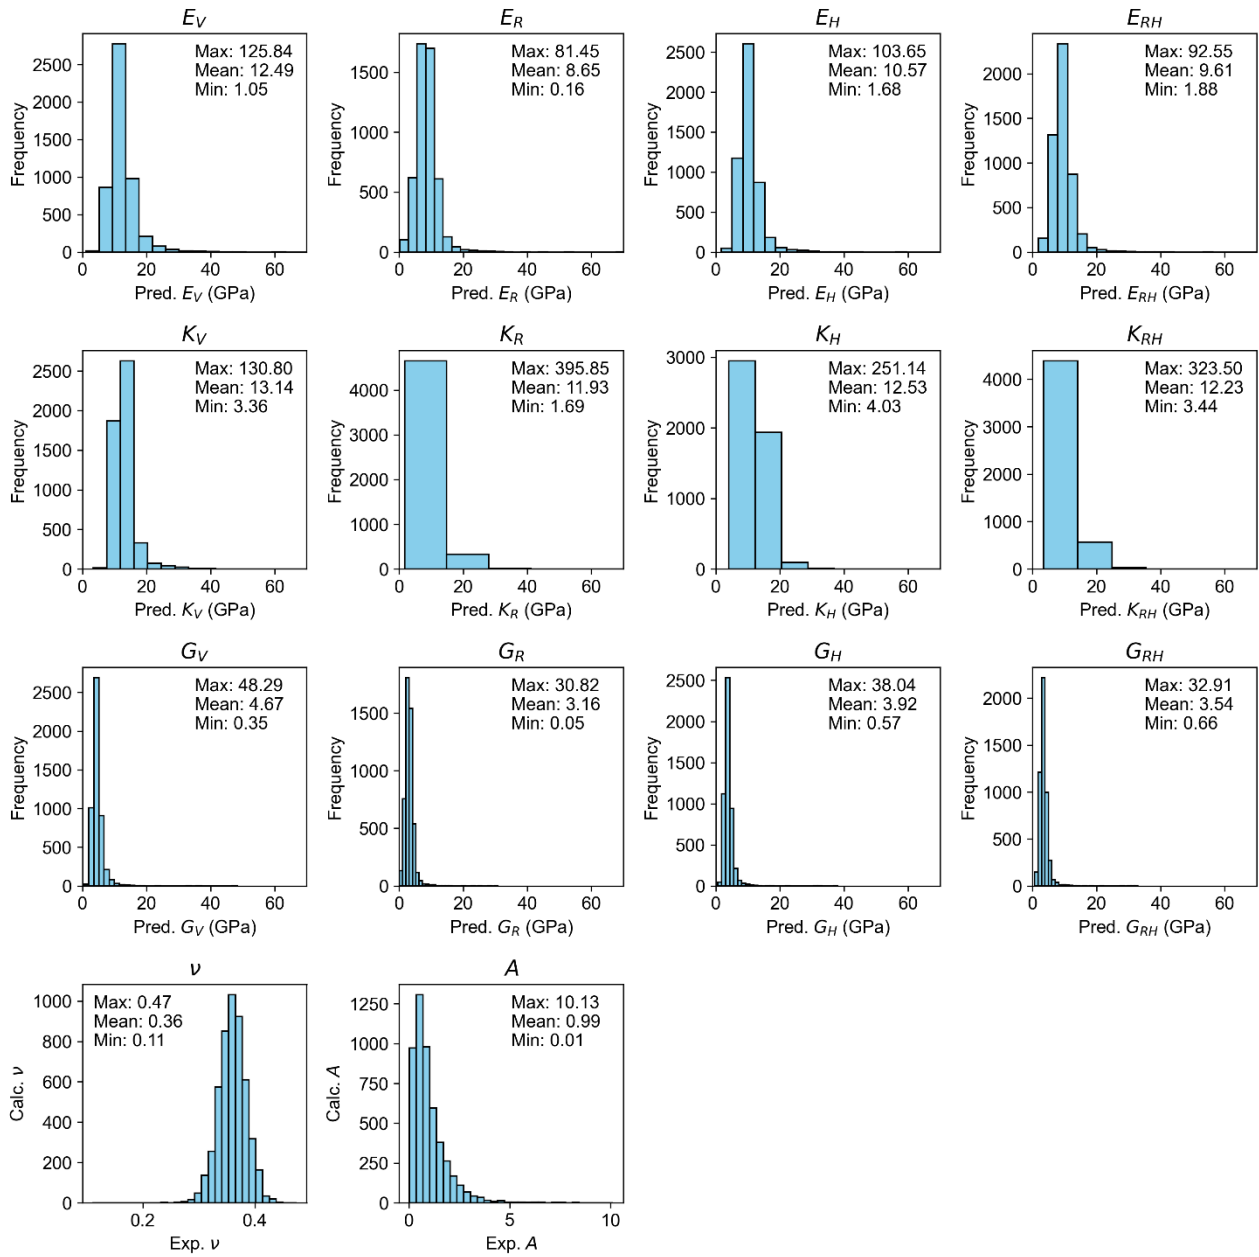 E_V
Max: 125.84
Mean: 12.49
Min: 1.05
Frequency
2500
2000
1500
1000
500
0
0 20 40 60
Pred. E_V (GPa)
E_R
Max: 81.45
Mean: 8.65
Min: 0.16
Frequency
1500
1000
500
0
0 20 40 60
Pred. E_R (GPa)
E_H
Max: 103.65
Mean: 10.57
Min: 1.68
Frequency
2500
2000
1500
1000
500
0
0 20 40 60
Pred. E_H (GPa)
E_RH
Max: 92.55
Mean: 9.61
Min: 1.88
Frequency
2000
1500
1000
500
0
0 20 40 60
Pred. E_RH (GPa)
K_V
Max: 130.80
Mean: 13.14
Min: 3.36
Frequency
2500
2000
1500
1000
500
0
0 20 40 60
Pred. K_V (GPa)
K_R
Max: 395.85
Mean: 11.93
Min: 1.69
Frequency
4000
3000
2000
1000
0
0 20 40 60
Pred. K_R (GPa)
K_H
Max: 251.14
Mean: 12.53
Min: 4.03
Frequency
3000
2000
1000
0
0 20 40 60
Pred. K_H (GPa)
K_RH
Max: 323.50
Mean: 12.23
Min: 3.44
Frequency
4000
3000
2000
1000
0
0 20 40 60
Pred. K_RH (GPa)
G_V
Max: 48.29
Mean: 4.67
Min: 0.35
Frequency
2500
2000
1500
1000
500
0
0 20 40 60
Pred. G_V (GPa)
G_R
Max: 30.82
Mean: 3.16
Min: 0.05
Frequency
1500
1000
500
0
0 20 40 60
Pred. G_R (GPa)
G_H
Max: 38.04
Mean: 3.92
Min: 0.57
Frequency
2500
2000
1500
1000
500
0
0 20 40 60
Pred. G_H (GPa)
G_RH
Max: 32.91
Mean: 3.54
Min: 0.66
Frequency
2000
1500
1000
500
0
0 20 40 60
Pred. G_RH (GPa)
ν
Max: 0.47
Mean: 0.36
Min: 0.11
Calc. ν
1000
800
600
400
200
0
0.2 0.4
Exp. ν
A
Max: 10.13
Mean: 0.99
Min: 0.01
Calc. A
1250
1000
750
500
250
0
0 5 10
Exp. A